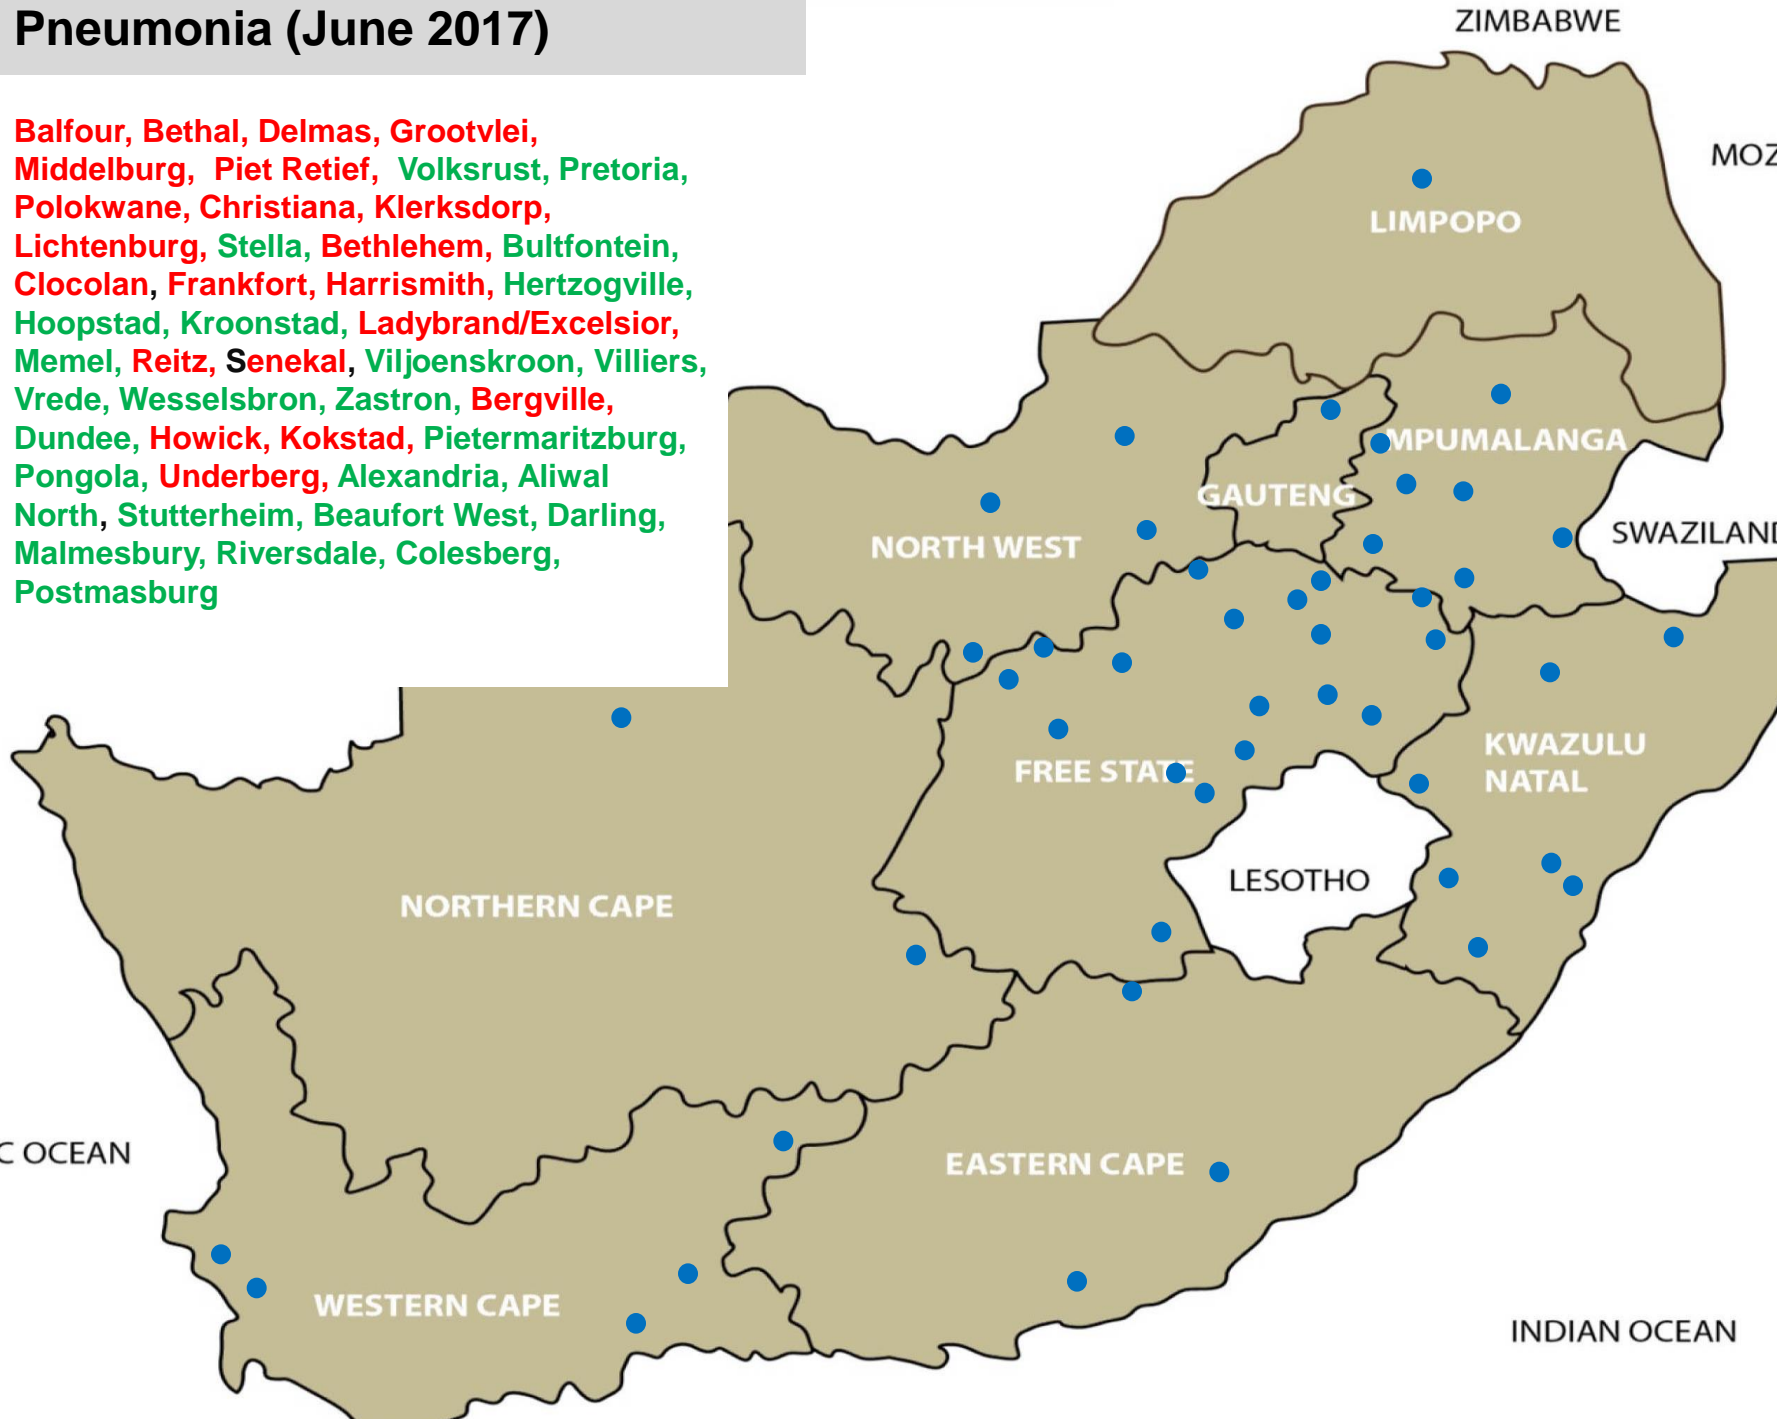 Pneumonia (June 2017)
Balfour, Bethal, Delmas, Grootvlei,
Middelburg, Piet Retief, Volksrust, Pretoria,
Polokwane, Christiana, Klerksdorp,
Lichtenburg, Stella, Bethlehem, Bultfontein,
Clocolan, Frankfort, Harrismith, Hertzogville,
Hoopstad, Kroonstad, Ladybrand/Excelsior,
Memel, Reitz, Senekal, Viljoenskroon, Villiers,
Vrede, Wesselsbron, Zastron, Bergville,
Dundee, Howick, Kokstad, Pietermaritzburg,
Pongola, Underberg, Alexandria, Aliwal
North, Stutterheim, Beaufort West, Darling,
Malmesbury, Riversdale, Colesberg,
Postmasburg
ZIMBABWE
MOZ
LIMPOPO
MPUMALANGA
GAUTENG
SWAZILAND
NORTH WEST
KWAZULU
NATAL
FREE STATE
LESOTHO
NORTHERN CAPE
C OCEAN
EASTERN CAPE
WESTERN CAPE
INDIAN OCEAN